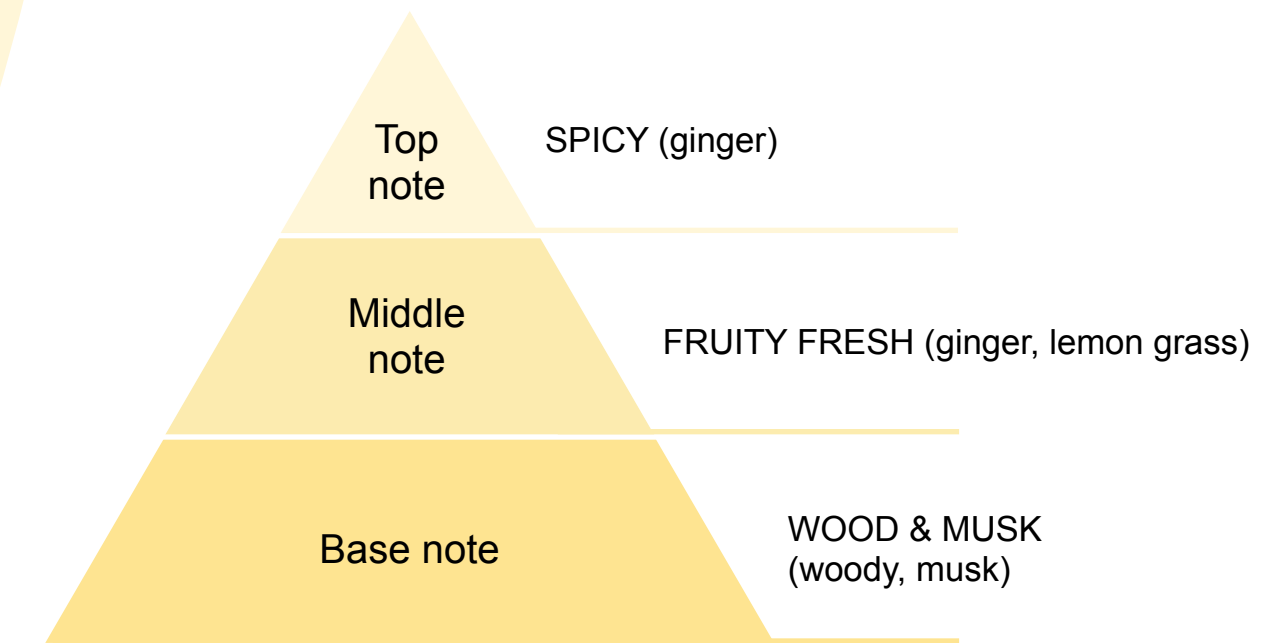 Top
note
SPICY (ginger)
Middle
note
FRUITY FRESH (ginger, lemon grass)
Base note
WOOD & MUSK
(woody, musk)